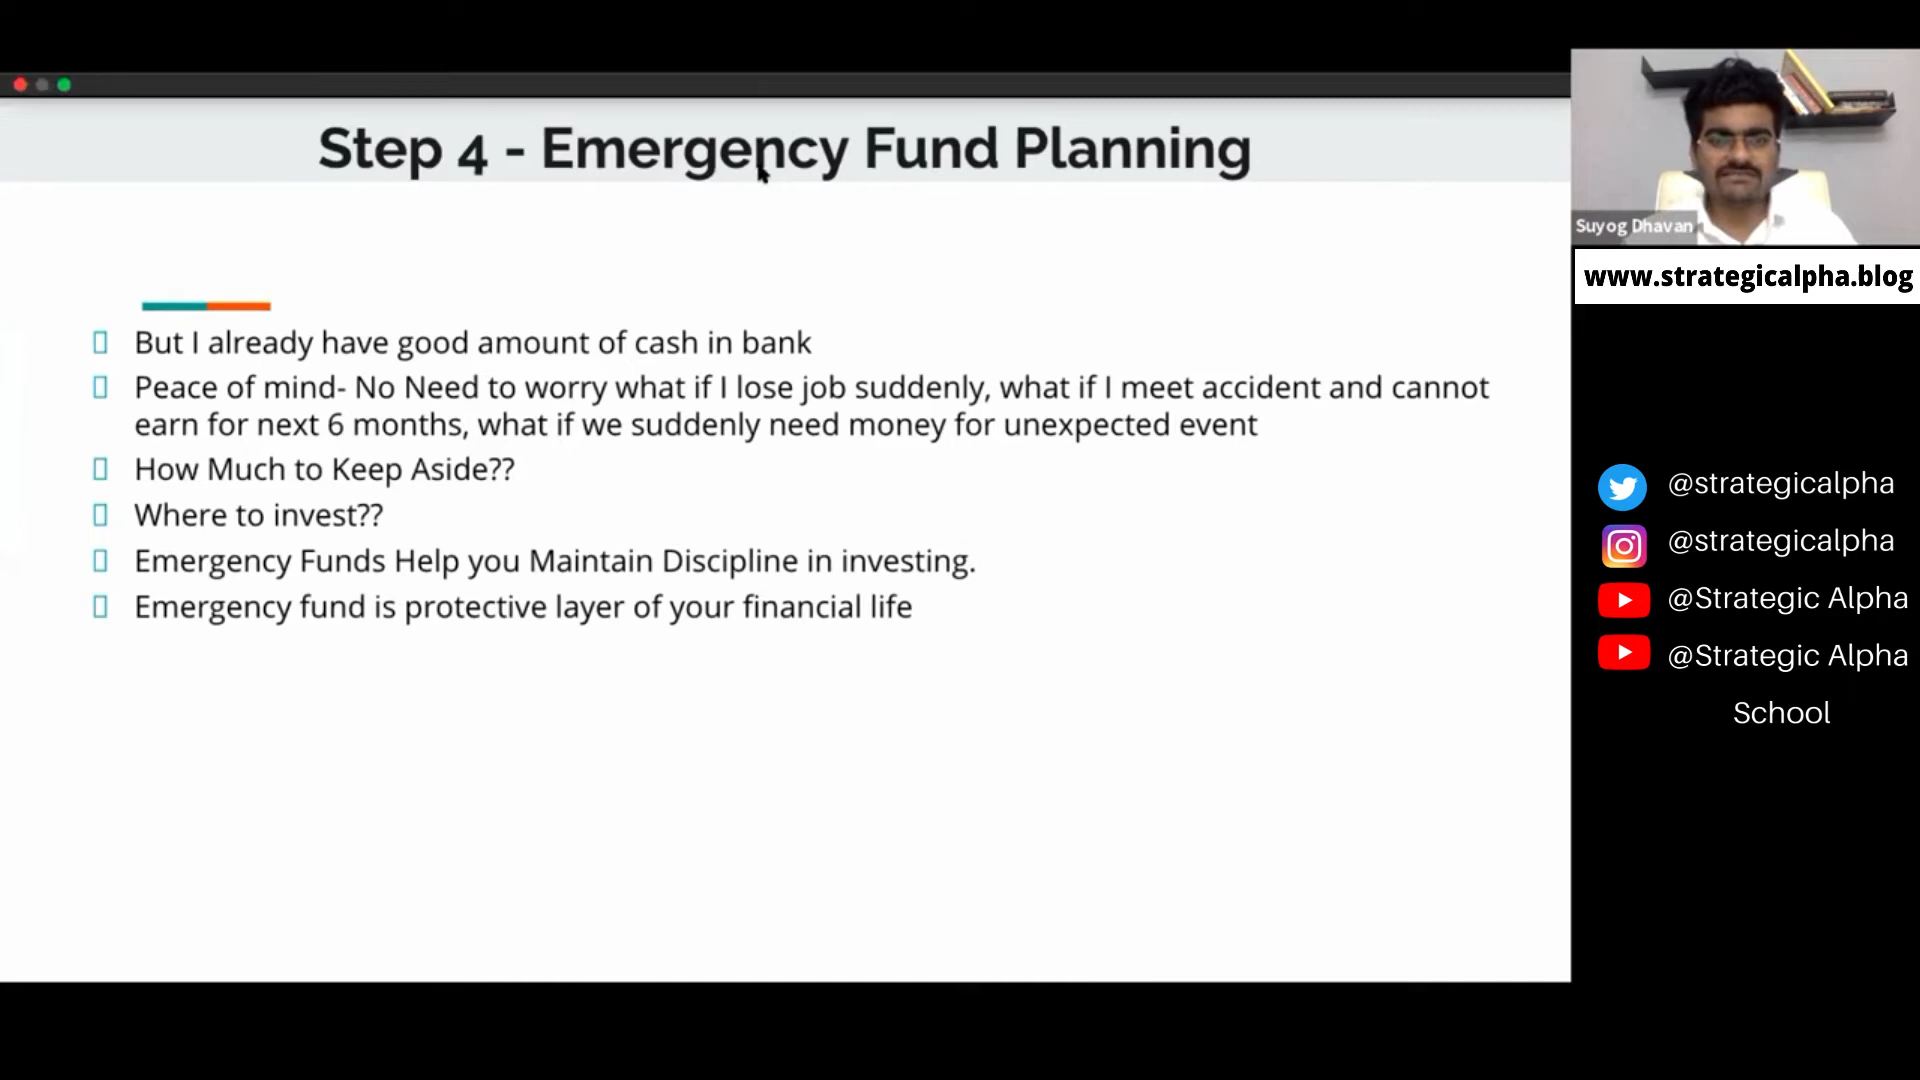 Step 4 - Emergency Fund Planning
But I already have good amount of cash in bank
Peace of mind- No Need to worry what if I lose job suddenly, what if I meet accident and cannot
earn for next 6 months, what if we suddenly need money for unexpected event
How Much to Keep Aside??
Where to invest??
Emergency Funds Help you Maintain Discipline in investing.
Emergency fund is protective layer of your financial life
Suyog Dhavan
www.strategicalpha.blog
@strategicalpha
@strategicalpha
@Strategic Alpha
@Strategic Alpha
School